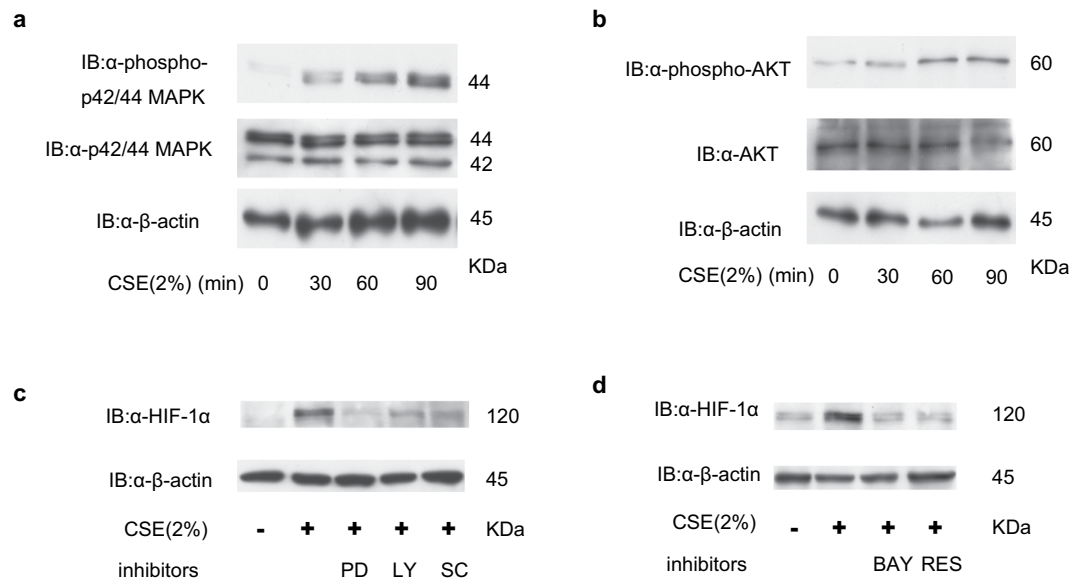 a
IB:α-phospho-
p42/44 MAPK
44
IB:α-p42/44 MAPK
44
42
IB:α-β-actin
45
KDa
CSE(2%) (min) 0 30 60 90
b
IB:α-phospho-AKT
60
IB:α-AKT
60
IB:α-β-actin
45
KDa
CSE(2%) (min) 0 30 60 90
c
IB:α-HIF-1α
120
IB:α-β-actin
45
CSE(2%) - + + + + KDa
inhibitors PD LY SC
d
IB:α-HIF-1α
120
IB:α-β-actin
45
CSE(2%) - + + + KDa
inhibitors BAY RES